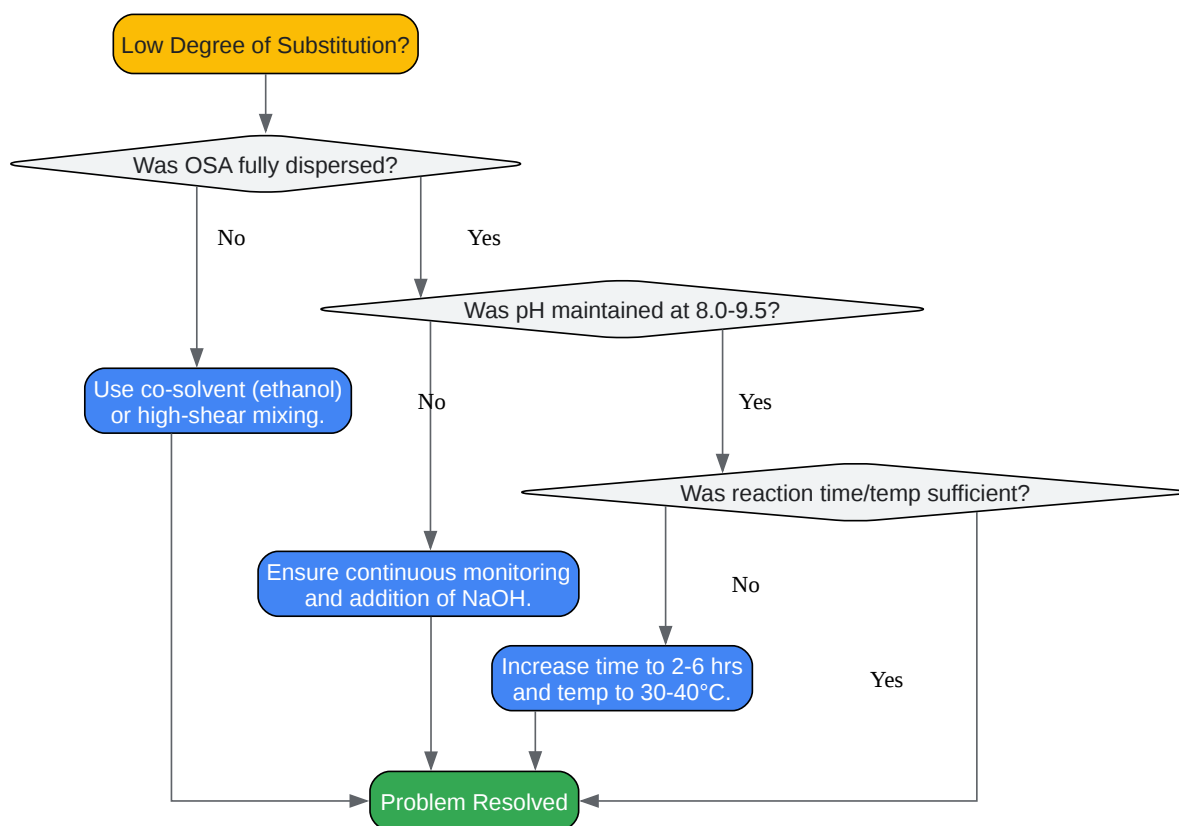 Low Degree of Substitution?
Was OSA fully dispersed?
No
Yes
Was pH maintained at 8.0-9.5?
Use co-solvent (ethanol)
or high-shear mixing.
No
Yes
Was reaction time/temp sufficient?
Ensure continuous monitoring
and addition of NaOH.
No
Increase time to 2-6 hrs
and temp to 30-40°C.
Yes
Problem Resolved